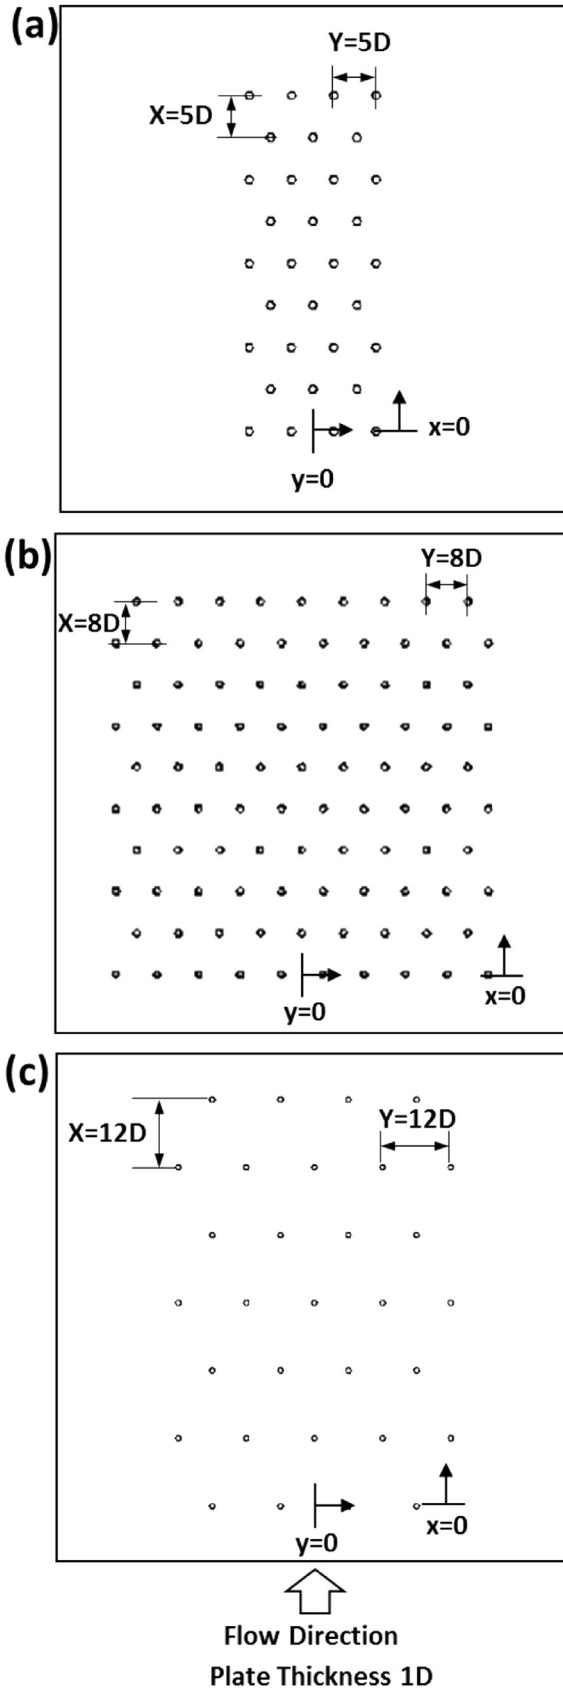 (a)
Y=5D
X=5D
x=0
y=0
(b)
Y=8D
X=8D
x=0
y=0
(c)
Y=12D
X=12D
x=0
y=0
Flow Direction
Plate Thickness 1D